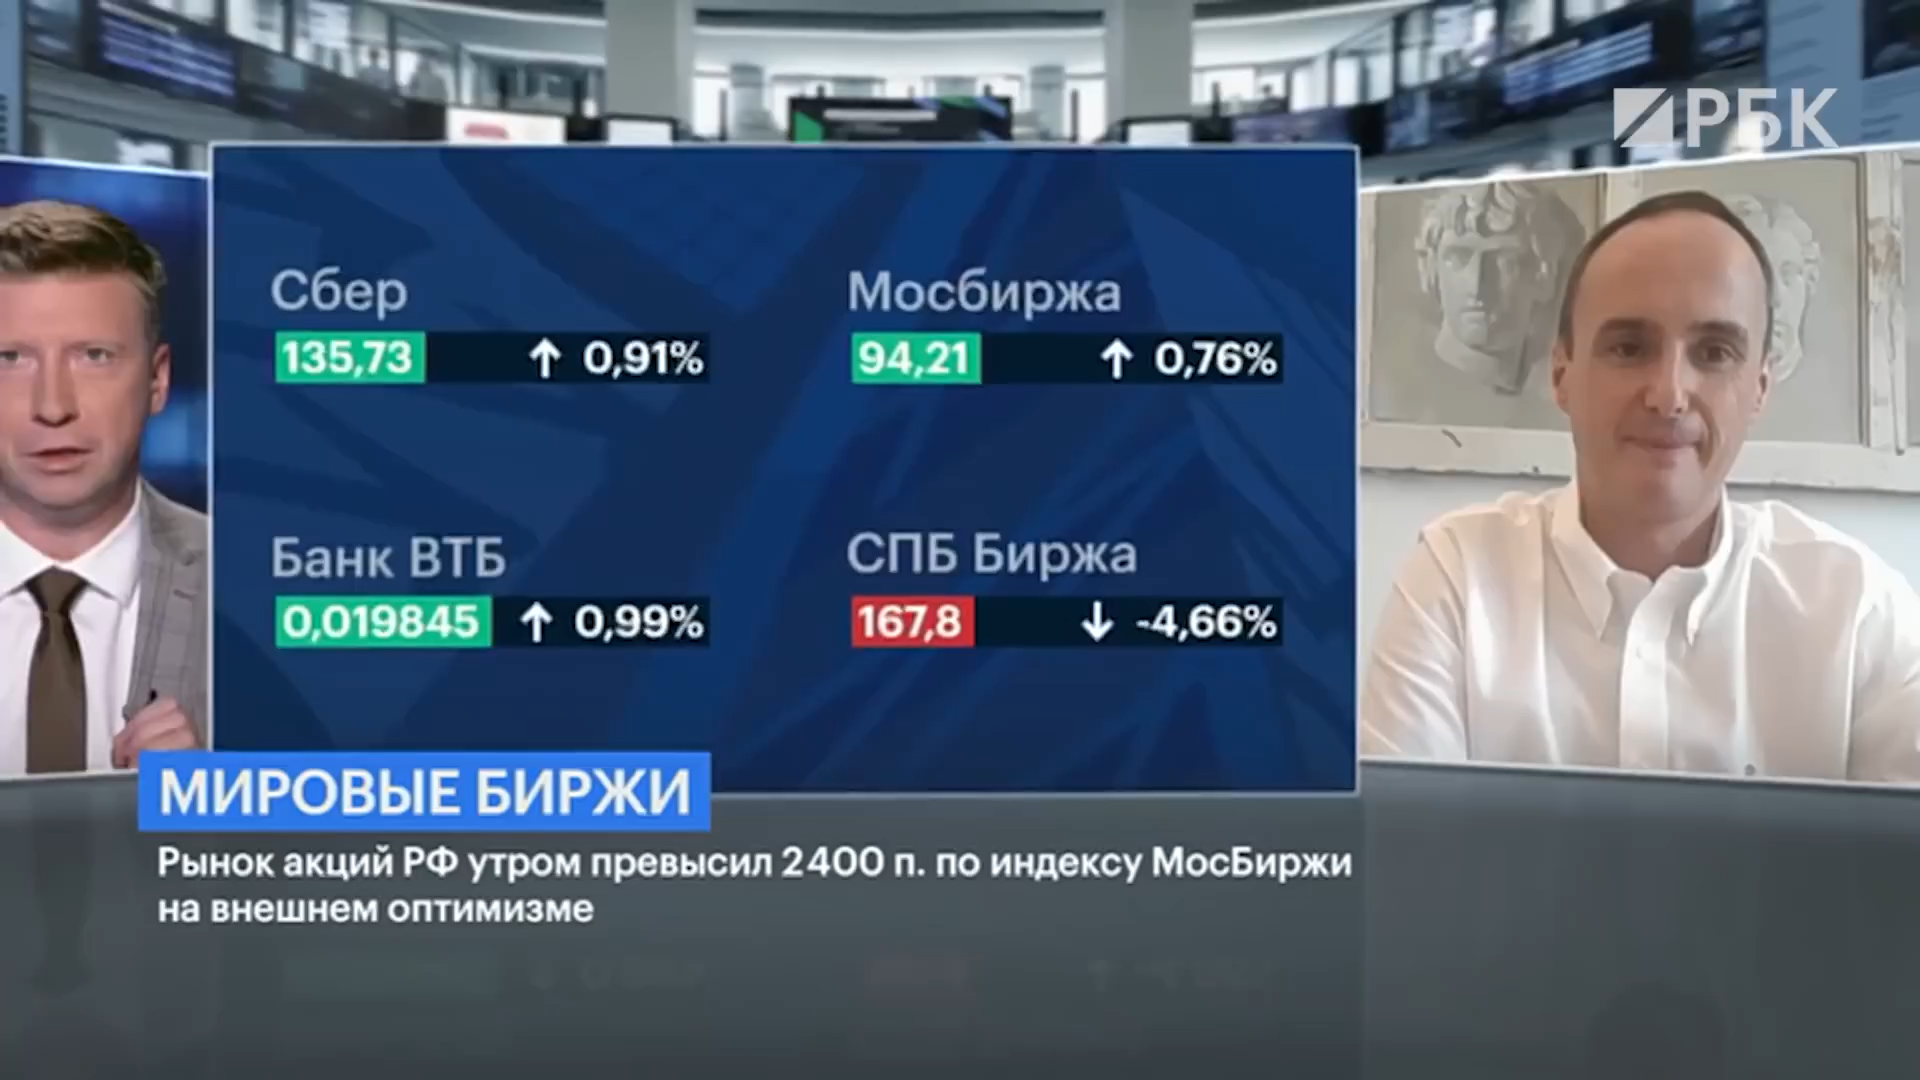 РБК
Сбер
135,73 ↑ 0,91%
Мосбиржа
94,21 ↑ 0,76%
Банк ВТБ
0,019845 ↑ 0,99%
СПБ Биржа
167,8 ↓ -4,66%
МИРОВЫЕ БИРЖИ
Рынок акций РФ утром превысил 2400 п. по индексу МосБиржи
на внешнем оптимизме